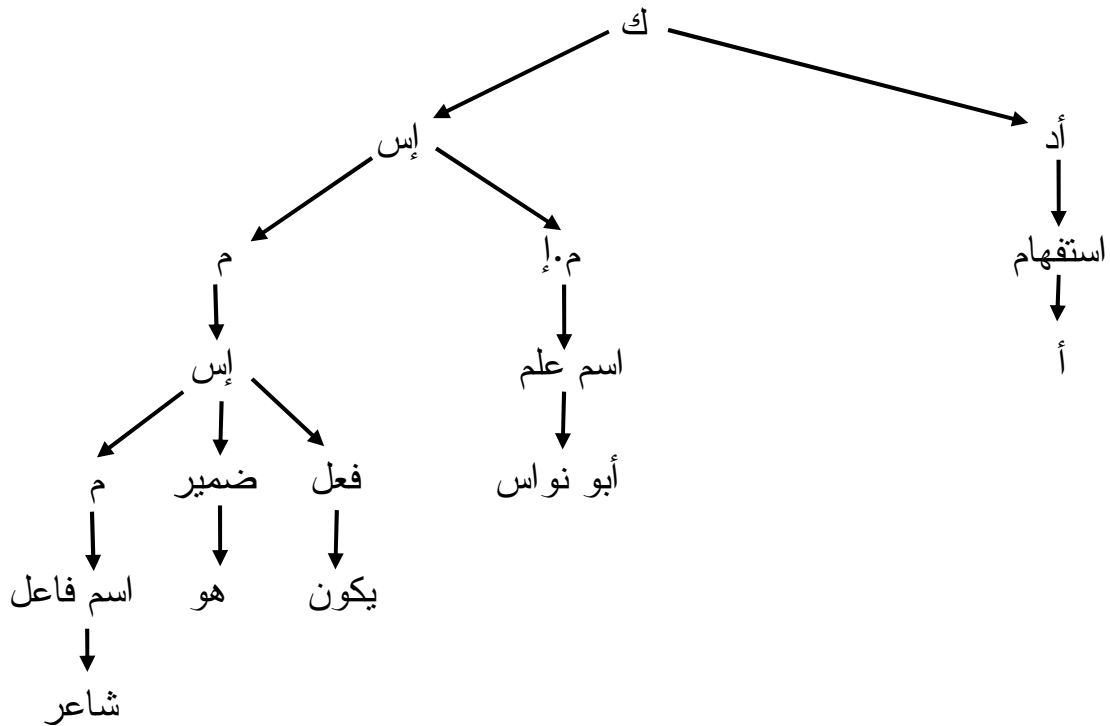 ك
أد إس
استفهام م.إ م
أ اسم علم إس
أبو نواس فعل ضمير م
يكون هو اسم فاعل
شاعر